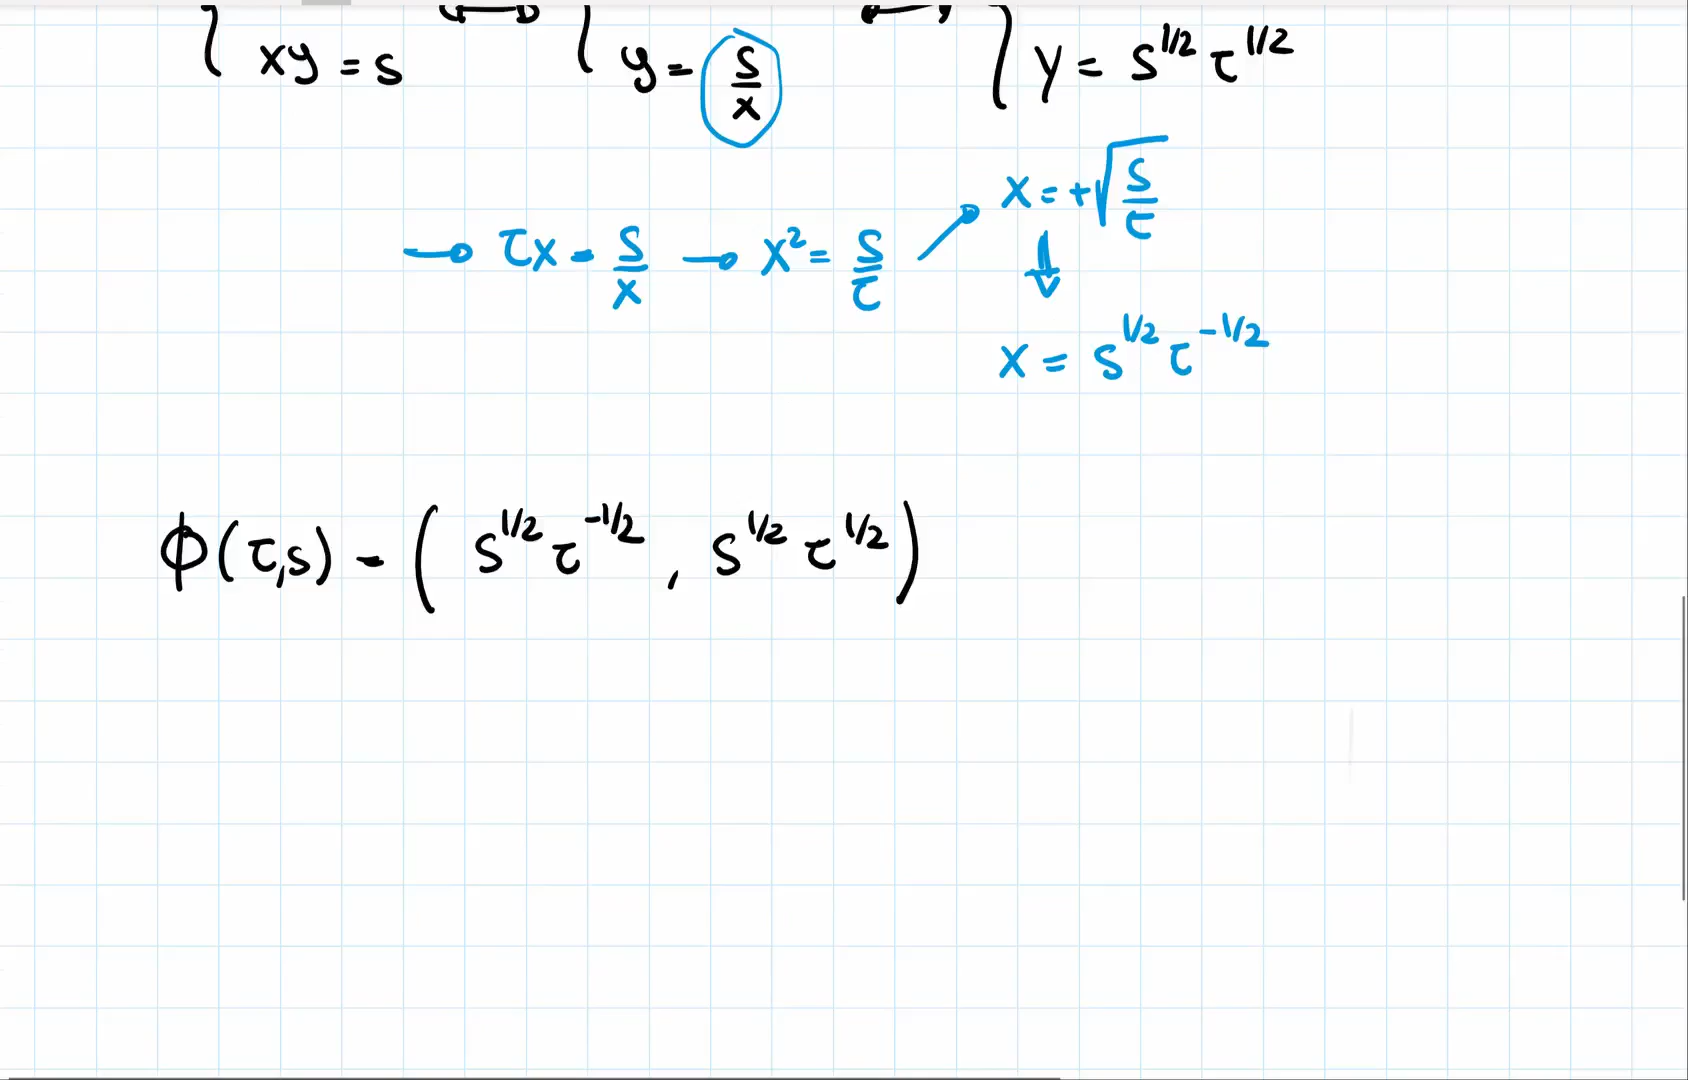 { xy = s ⟷ { y = s/x ⟷ { y = s^{1/2} τ^{1/2}
x = +√(s/τ)
→ τx = s/x → x² = s/τ ↗
↓
x = s^{1/2} τ^{-1/2}
ϕ(τ,s) = ( s^{1/2} τ^{-1/2} , s^{1/2} τ^{1/2} )